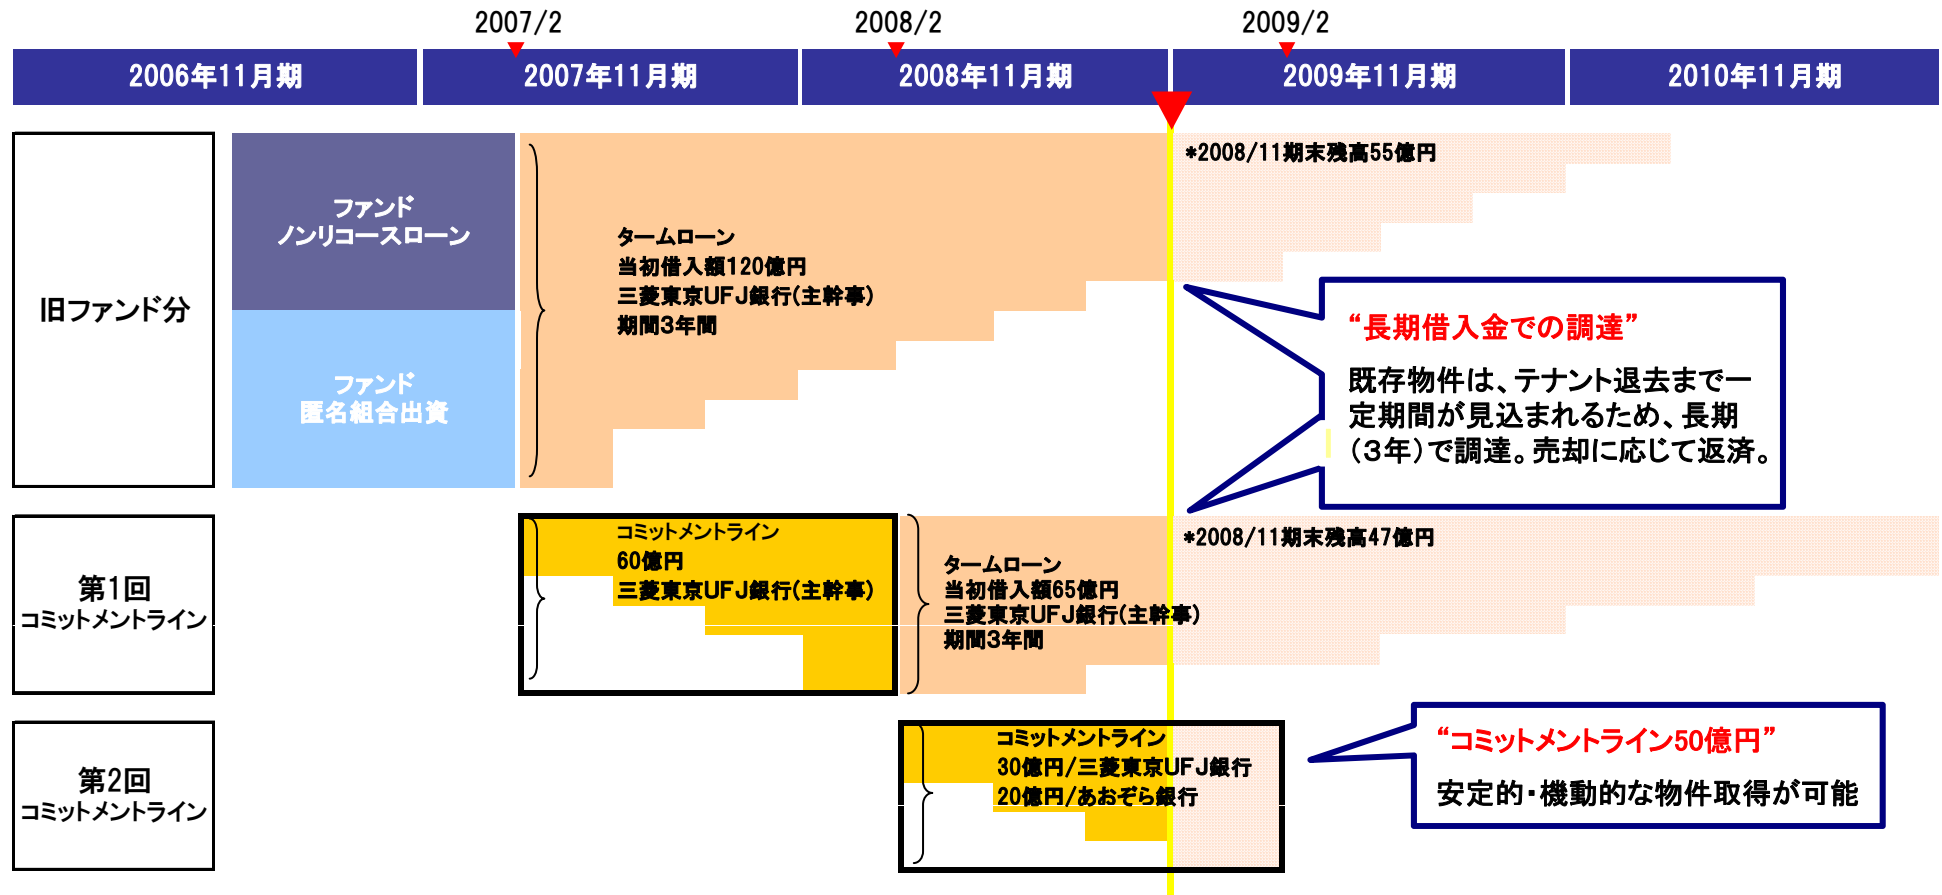 2007/2
2008/2
2009/2
2006年11月期
2007年11月期
2008年11月期
2009年11月期
2010年11月期
旧ファンド分
ファンド
ノンリコースローン
ファンド
匿名組合出資
タームローン
当初借入額120億円
三菱東京UFJ銀行(主幹事)
期間3年間
*2008/11期末残高55億円
“長期借入金での調達”
既存物件は、テナント退去まで一
定期間が見込まれるため、長期
(3年)で調達。売却に応じて返済。
第1回
コミットメントライン
コミットメントライン
60億円
三菱東京UFJ銀行(主幹事)
タームローン
当初借入額65億円
三菱東京UFJ銀行(主幹事)
期間3年間
*2008/11期末残高47億円
第2回
コミットメントライン
コミットメントライン
30億円/三菱東京UFJ銀行
20億円/あおぞら銀行
“コミットメントライン50億円”
安定的・機動的な物件取得が可能